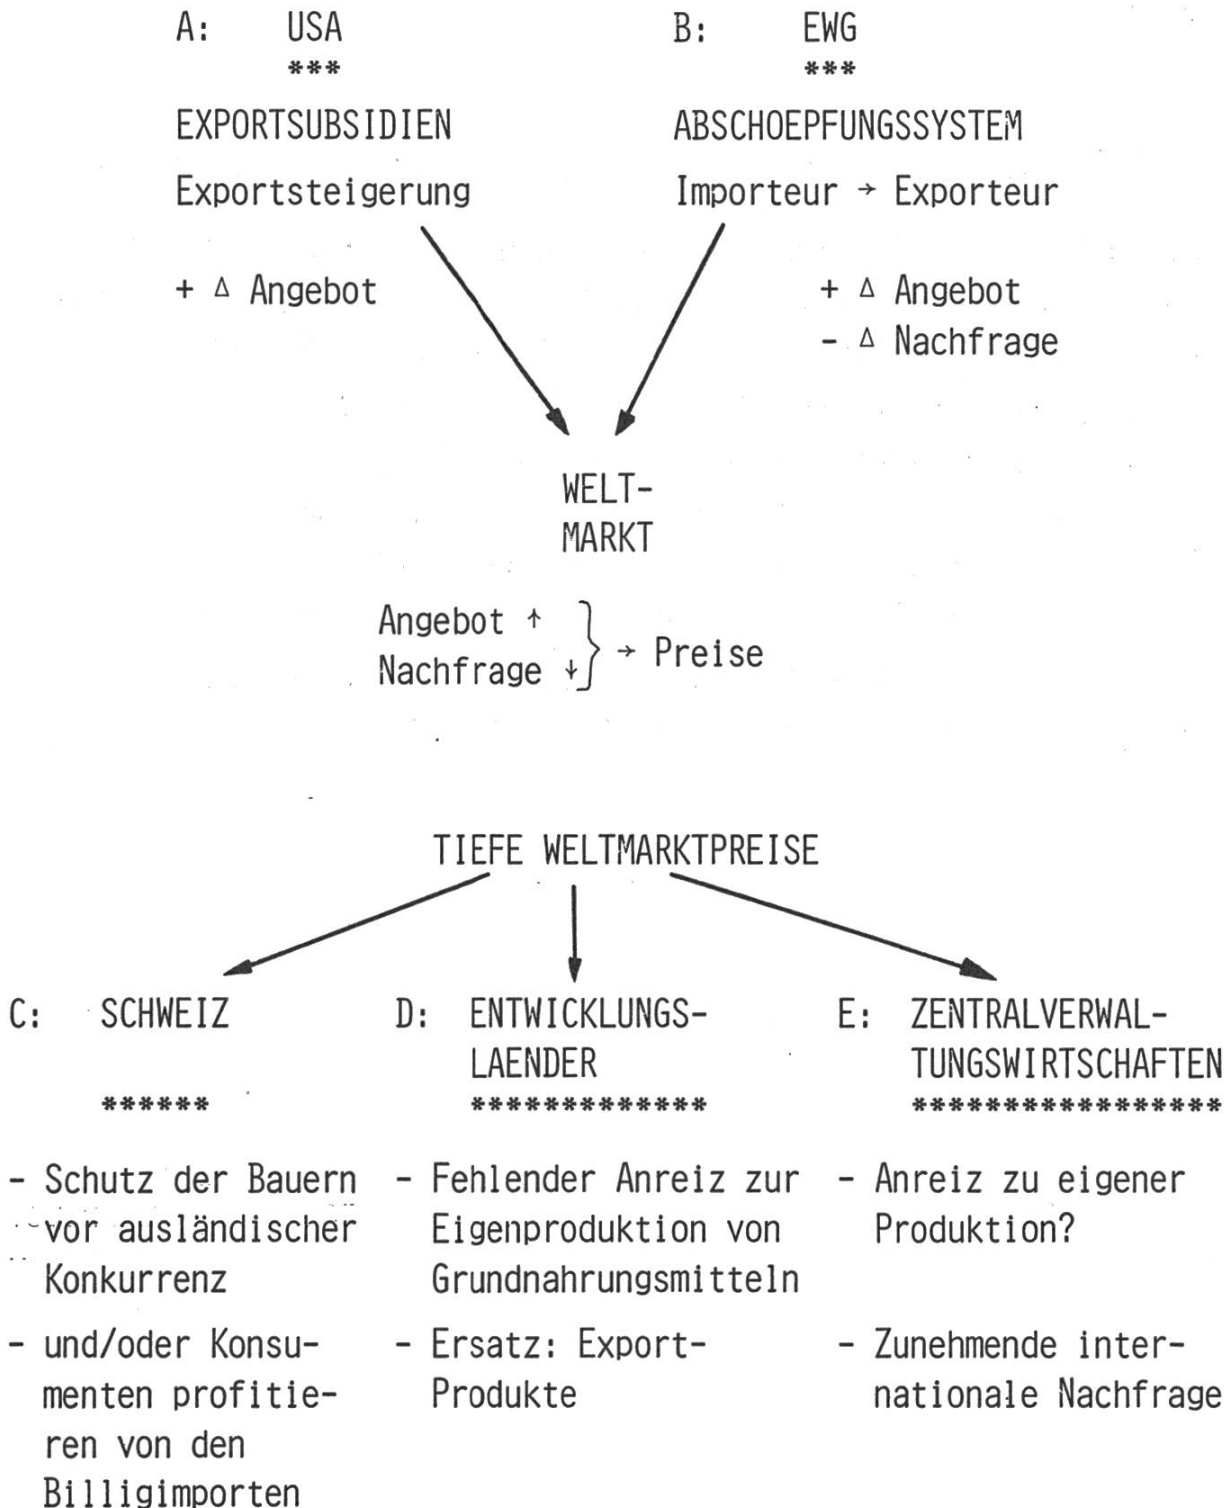 A: USA
***
EXPORTSUBSIDIEN
Exportsteigerung
+ Δ Angebot
B: EWG
***
ABSCHOEPFUNGSSYSTEM
Importeur → Exporteur
+ Δ Angebot
- Δ Nachfrage
WELT-
MARKT
Angebot ↑
Nachfrage ↓
→ Preise
TIEFE WELTMARKTPREISE
C: SCHWEIZ
******
- Schutz der Bauern
vor ausländischer
Konkurrenz
- und/oder Konsu-
menten profitie-
ren von den
Billigimporten
D: ENTWICKLUNGS-
LAENDER
*************
- Fehlender Anreiz zur
Eigenproduktion von
Grundnahrungsmitteln
- Ersatz: Export-
Produkte
E: ZENTRALVERWAL-
TUNGSWIRTSCHAFTEN
*****************
- Anreiz zu eigener
Produktion?
- Zunehmende inter-
nationale Nachfrage